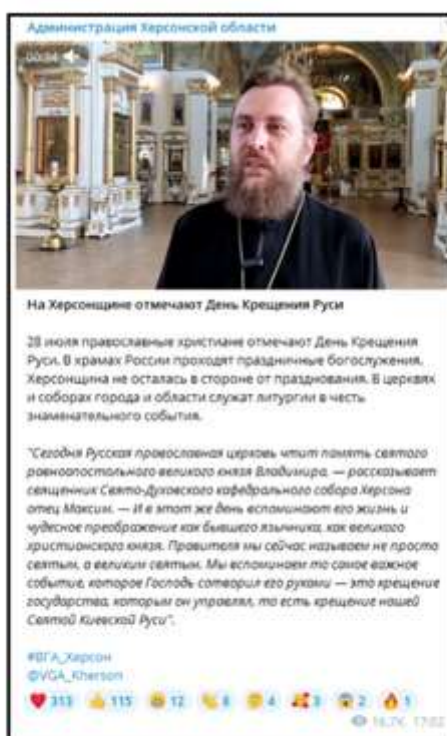 Администрация Херсонской области
00:34
На Херсонщине отмечают День Крещения Руси
28 июля православные христиане отмечают День Крещения
Руси. В храмах России проходят праздничные богослужения.
Херсонщина не осталась в стороне от празднования. В церквях
и соборах города и области служат литургии в честь
знаменательного события.
"Сегодня Русская православная церковь чтит память святого
равноапостольного великого князя Владимира, — рассказывает
священник Свято-Духовского кафедрального собора Херсона
отец Максим. — И в этот же день вспоминают его жизнь и
чудесное преображение как бывшего язычника, как великого
христианского князя. Правителя мы сейчас называем не просто
святым, а великим святым. Мы вспоминаем то самое важное
событие, которое Господь сотворил его руками — это крещение
государства, которым он управлял, то есть крещение нашей
Святой Киевской Руси".
#ВГА_Херсон
@VGA_Kherson
313 115 12 8 4 3 2 1
16.7K 17:02